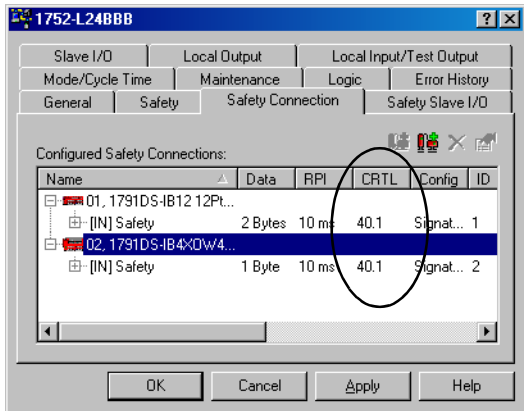 1752-L24BBB
Slave I/O Local Output Local Input/Test Output
Mode/Cycle Time Maintenance Logic Error History
General Safety Safety Connection Safety Slave I/O
Configured Safety Connections:
Name Data RPI CRTL Config ID
01, 1791DS-IB12 12Pt...
[IN] Safety 2 Bytes 10 ms 40.1 Signat... 1
02, 1791DS-IB4XOW4...
[IN] Safety 1 Byte 10 ms 40.1 Signat... 2
OK Cancel Apply Help